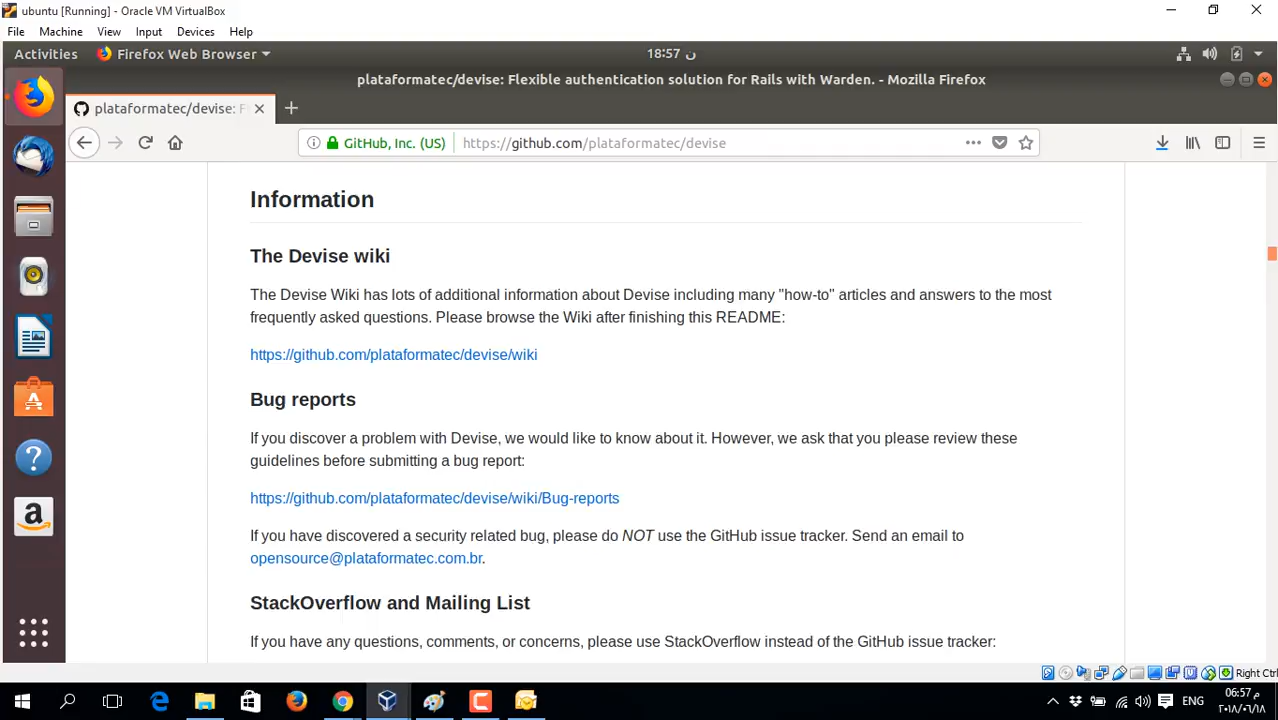 ubuntu [Running] - Oracle VM VirtualBox
File Machine View Input Devices Help
Activities Firefox Web Browser 18:57 ن
plataformatec/devise: Flexible authentication solution for Rails with Warden. - Mozilla Firefox
plataformatec/devise: F
GitHub, Inc. (US) https://github.com/plataformatec/devise
Information
The Devise wiki
The Devise Wiki has lots of additional information about Devise including many "how-to" articles and answers to the most
frequently asked questions. Please browse the Wiki after finishing this README:
https://github.com/plataformatec/devise/wiki
Bug reports
If you discover a problem with Devise, we would like to know about it. However, we ask that you please review these
guidelines before submitting a bug report:
https://github.com/plataformatec/devise/wiki/Bug-reports
If you have discovered a security related bug, please do NOT use the GitHub issue tracker. Send an email to
opensource@plataformatec.com.br.
StackOverflow and Mailing List
If you have any questions, comments, or concerns, please use StackOverflow instead of the GitHub issue tracker:
Right Ctrl
ENG
06:57 م
٢٠١٨/٠٦/١٨